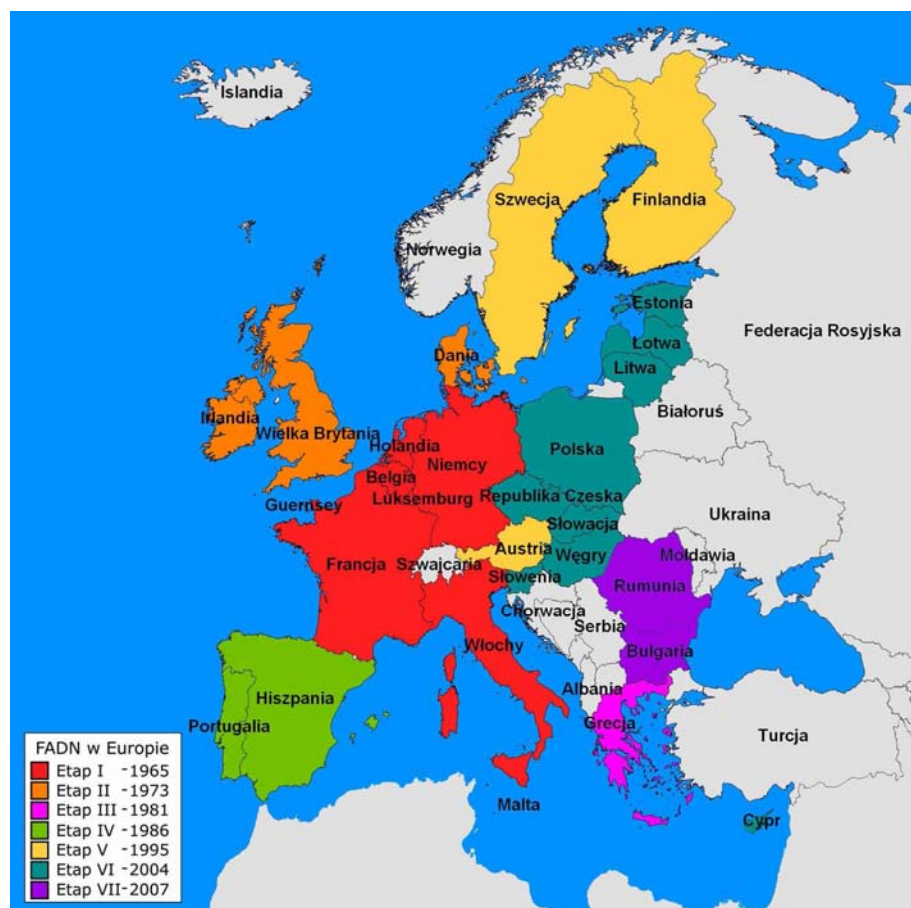 Islandia
Szwecja
Finlandia
Norwegia
Estonia
Federacja Rosyjska
Łotwa
Dania
Litwa
Białoruś
Irlandia
Wielka Brytania
Holandia
Niemcy
Polska
Belgia
Luksemburg
Republika Czeska
Guernsey
Ukraina
Słowacja
Francja
Szwajcaria
Austria
Węgry
Mołdawia
Słowenia
Rumunia
Chorwacja
Serbia
Włochy
Bulgaria
Hiszpania
Albania
Portugalia
Grecja
Turcja
Malta
Cypr
FADN w Europie
Etap I -1965
Etap II -1973
Etap III -1981
Etap IV -1986
Etap V -1995
Etap VI -2004
Etap VII-2007